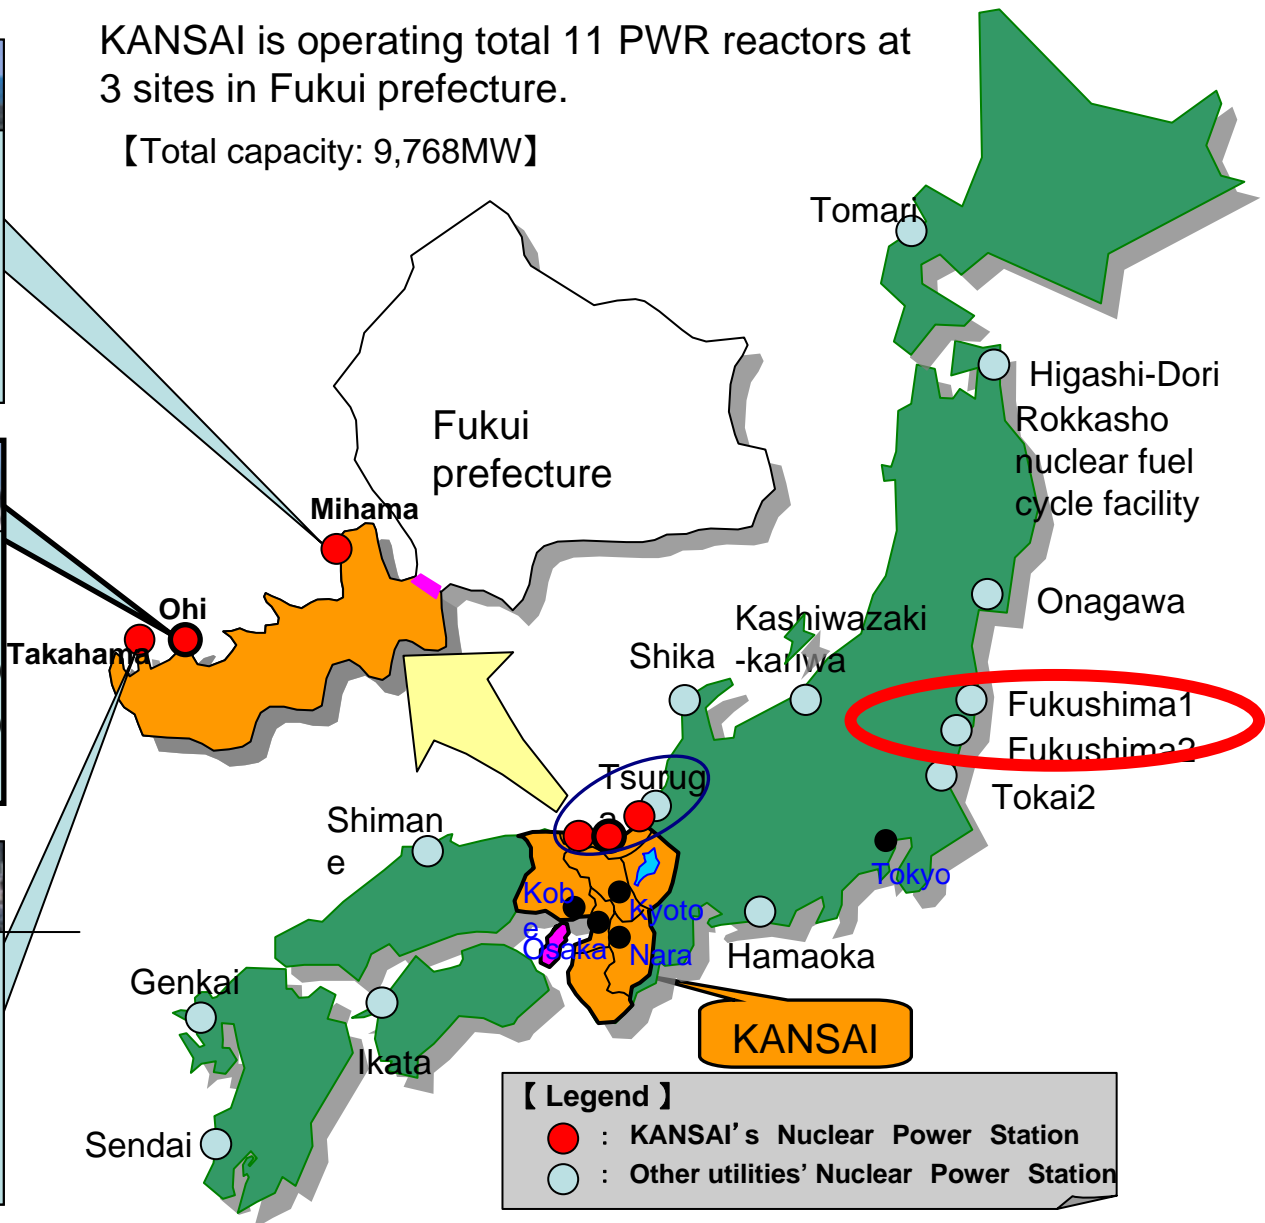 KANSAI is operating total 11 PWR reactors at
3 sites in Fukui prefecture.
【Total capacity: 9,768MW】
Tomari
Higashi-Dori
Rokkasho
nuclear fuel
cycle facility
Fukui
prefecture
Mihama
Ohi
Takahama
Onagawa
Kashiwazaki
-kariwa
Shika
Fukushima1
Fukushima2
Tokai2
Tsurug
a
Shiman
e
Tokyo
Kob
e
Kyoto
Osaka
Nara
Hamaoka
Genkai
Ikata
KANSAI
Sendai
【 Legend 】
: KANSAI's Nuclear Power Station
: Other utilities' Nuclear Power Station